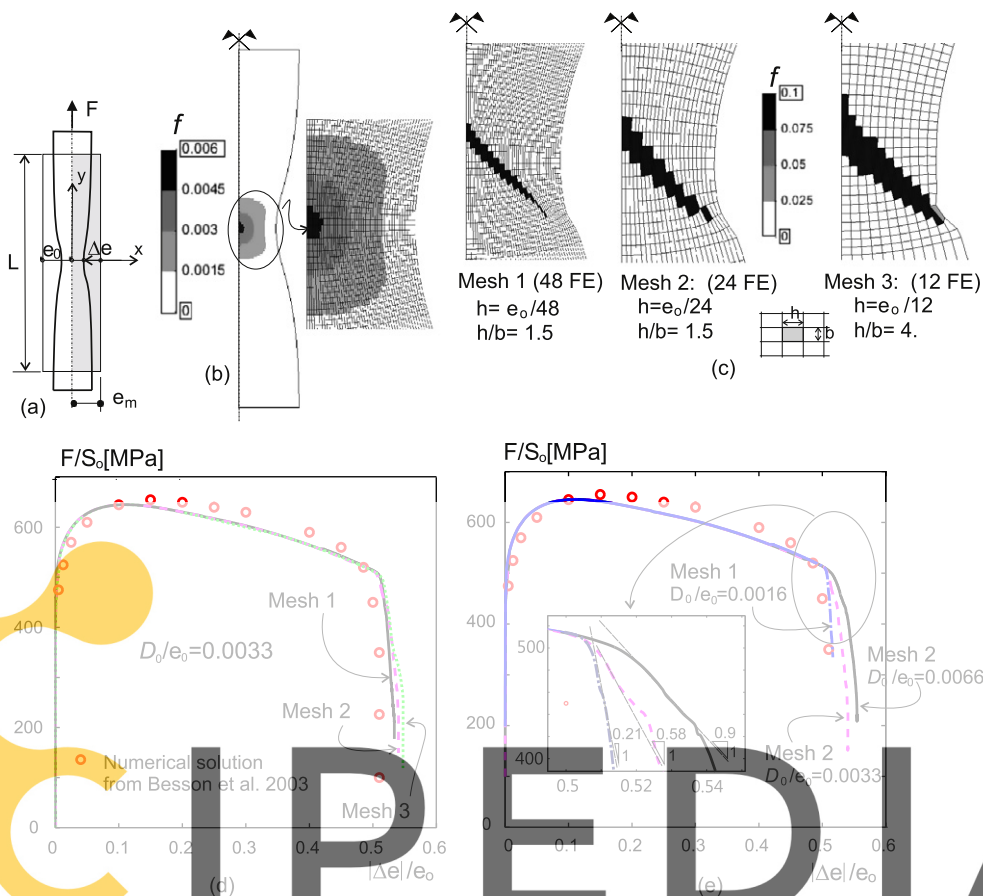 F
L
y
e₀
Δe
x
(a)
eₘ
f
0.006
0.0045
0.003
0.0015
0
(b)
Mesh 1 (48 FE)
h= eₒ/48
h/b= 1.5
Mesh 2: (24 FE)
h=eₒ/24
h/b= 1.5
f
0.1
0.075
0.05
0.025
0
Mesh 3: (12 FE)
h=eₒ/12
h/b= 4.
h
b
(c)
F/Sₒ[MPa]
600
400
200
0
0
0.1
0.2
0.3
0.4
0.5
0.6
Mesh 1
D₀/e₀=0.0033
Mesh 2
Numerical solution
from Besson et al. 2003
Mesh 3
|Δe|/eₒ
(d)
F/Sₒ[MPa]
600
400
200
0
0
0.1
0.2
0.3
0.4
0.5
0.6
Mesh 1
D₀/e₀=0.0016
Mesh 2
D₀/e₀=0.0066
Mesh 2
D₀/e₀=0.0033
500
400
0.5
0.52
0.54
0.21
1
0.58
1
0.9
1
|Δe|/eₒ
(e)
CIPEDIA